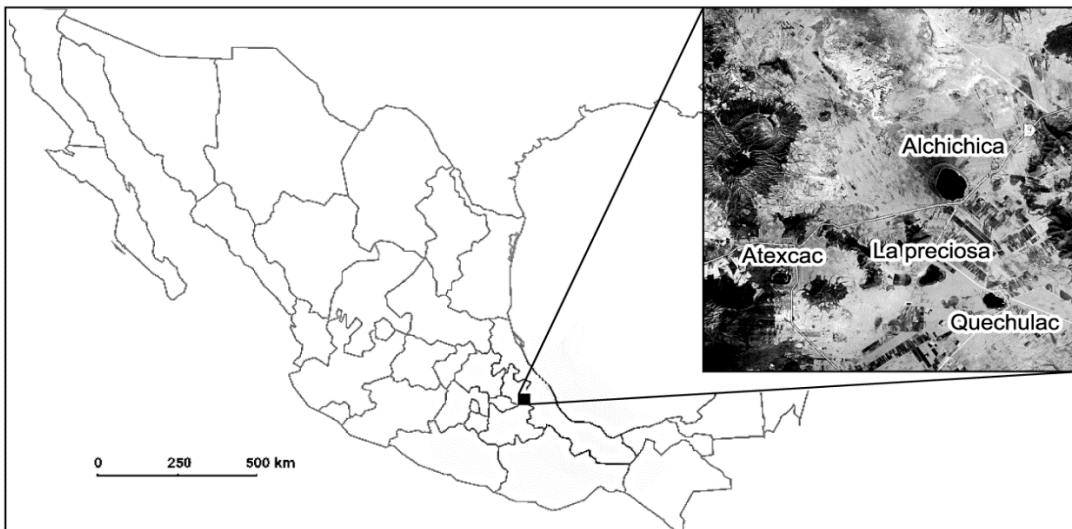 Alchichica
La preciosa
Atexcac
Quechulac
0 250 500 km